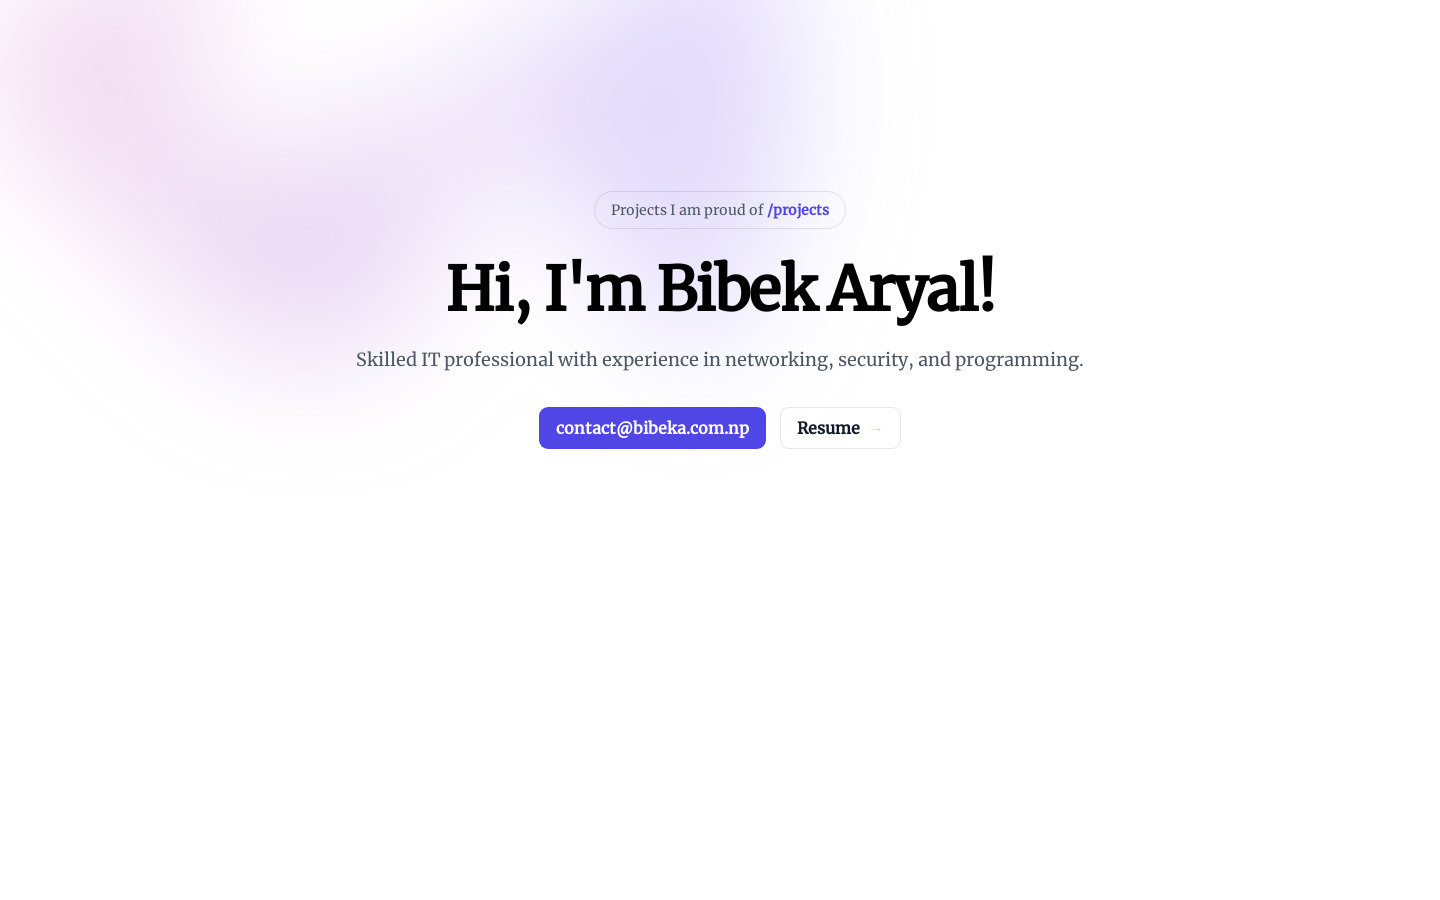 Projects I am proud of /projects
Hi, I'm Bibek Aryal!
Skilled IT professional with experience in networking, security, and programming.
contact@bibeka.com.np
Resume →